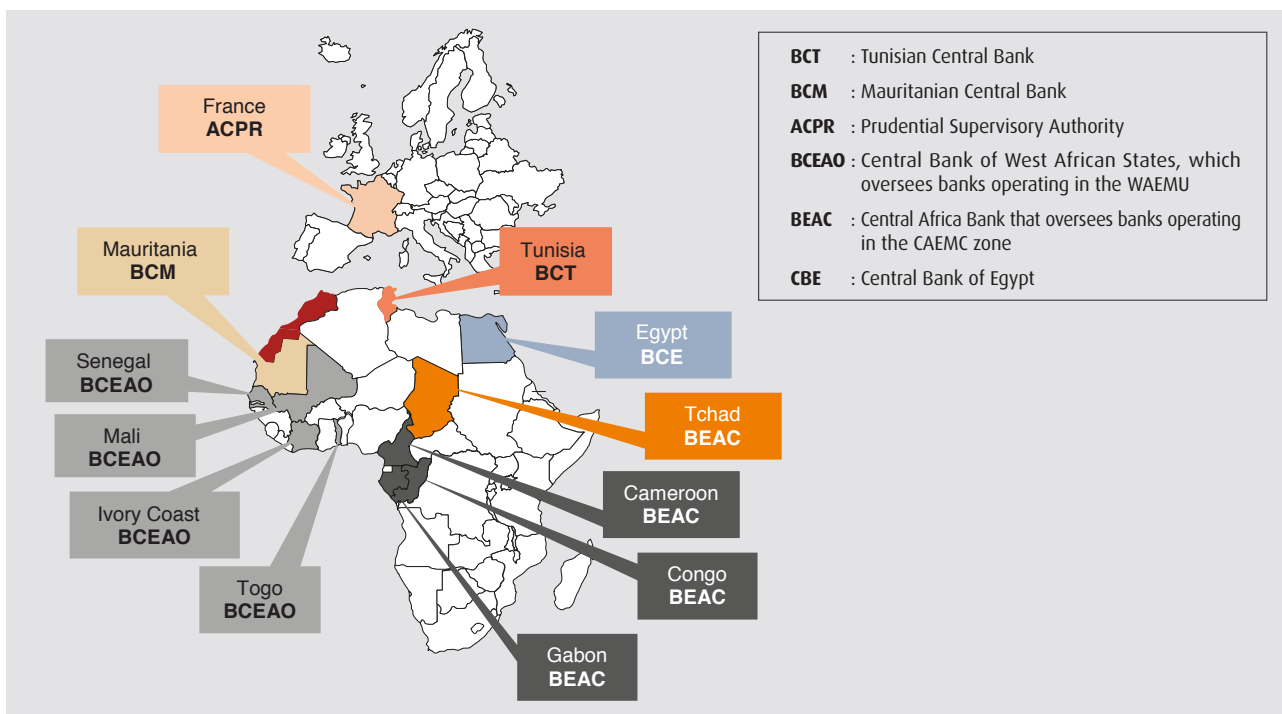 France
ACPR
Mauritania
BCM
Tunisia
BCT
Senegal
BCEAO
Egypt
BCE
Mali
BCEAO
Tchad
BEAC
Ivory Coast
BCEAO
Cameroon
BEAC
Togo
BCEAO
Congo
BEAC
Gabon
BEAC
BCT : Tunisian Central Bank
BCM : Mauritanian Central Bank
ACPR : Prudential Supervisory Authority
BCEAO : Central Bank of West African States, which
oversees banks operating in the WAEMU
BEAC : Central Africa Bank that oversees banks operating
in the CAEMC zone
CBE : Central Bank of Egypt